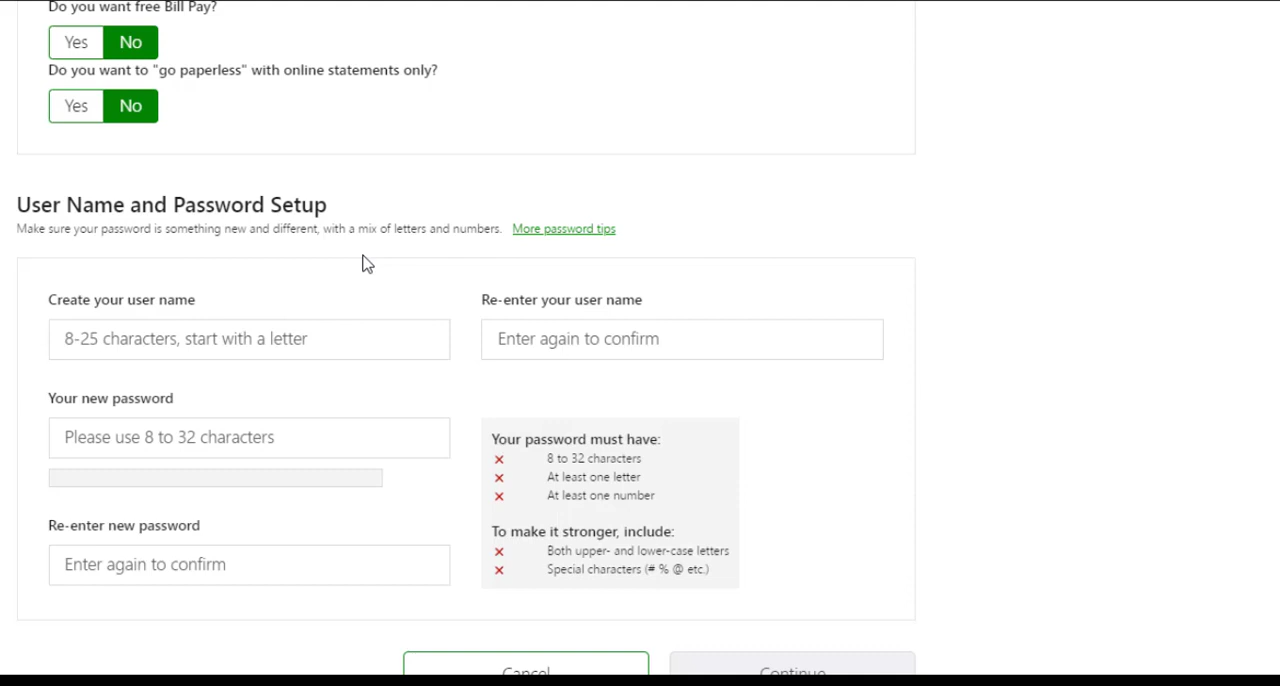 Do you want free Bill Pay?
Yes No
Do you want to "go paperless" with online statements only?
Yes No
User Name and Password Setup
Make sure your password is something new and different, with a mix of letters and numbers. More password tips
Create your user name
Re-enter your user name
8-25 characters, start with a letter
Enter again to confirm
Your new password
Please use 8 to 32 characters
Your password must have:
8 to 32 characters
At least one letter
At least one number
Re-enter new password
Enter again to confirm
To make it stronger, include:
Both upper- and lower-case letters
Special characters (# % @ etc.)
Cancel
Continue